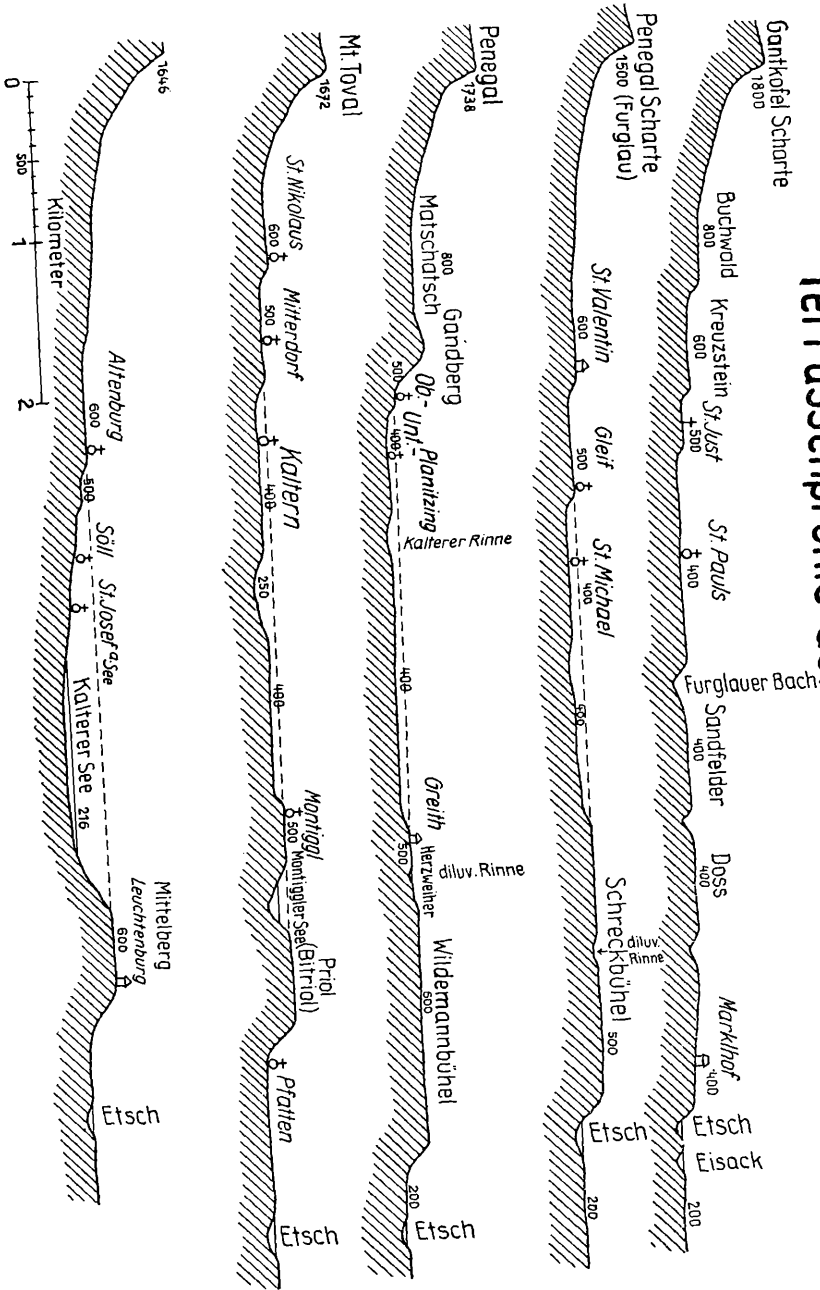 Gantkofel Scharte
1800
Buchwald
800
Kreuzstein
600
St. Just
500
St. Pauls
400
Furglauer Bach
Sandfelder
400
Doss
400
Marklhof
400
Etsch
Eisack
200
Penegal Scharte
1500 (Furglau)
St. Valentin
600
Gleif
500
St. Michael
400
400
diluv.
Rinne
Schreckbühel
500
Etsch
200
Penegal
1738
Matschatsch
800
Gandberg
500
Ob.-
Unt.-
Planitzing
400
Kalterer Rinne
400
Greith
500
Herzweiher
diluv. Rinne
Wildemannbühel
600
200
Etsch
Mt. Toval
1672
St. Nikolaus
600
Mitterdorf
500
Kaltern
400
250
400
Montiggl
500
Montiggler See
Priol
(Bitriol)
Pfatten
Etsch
1646
Altenburg
600
500
Söll
St. Josef a See
Kalterer See
216
Mittelberg
Leuchtenburg
600
Etsch
0
500
1
2
Kilometer